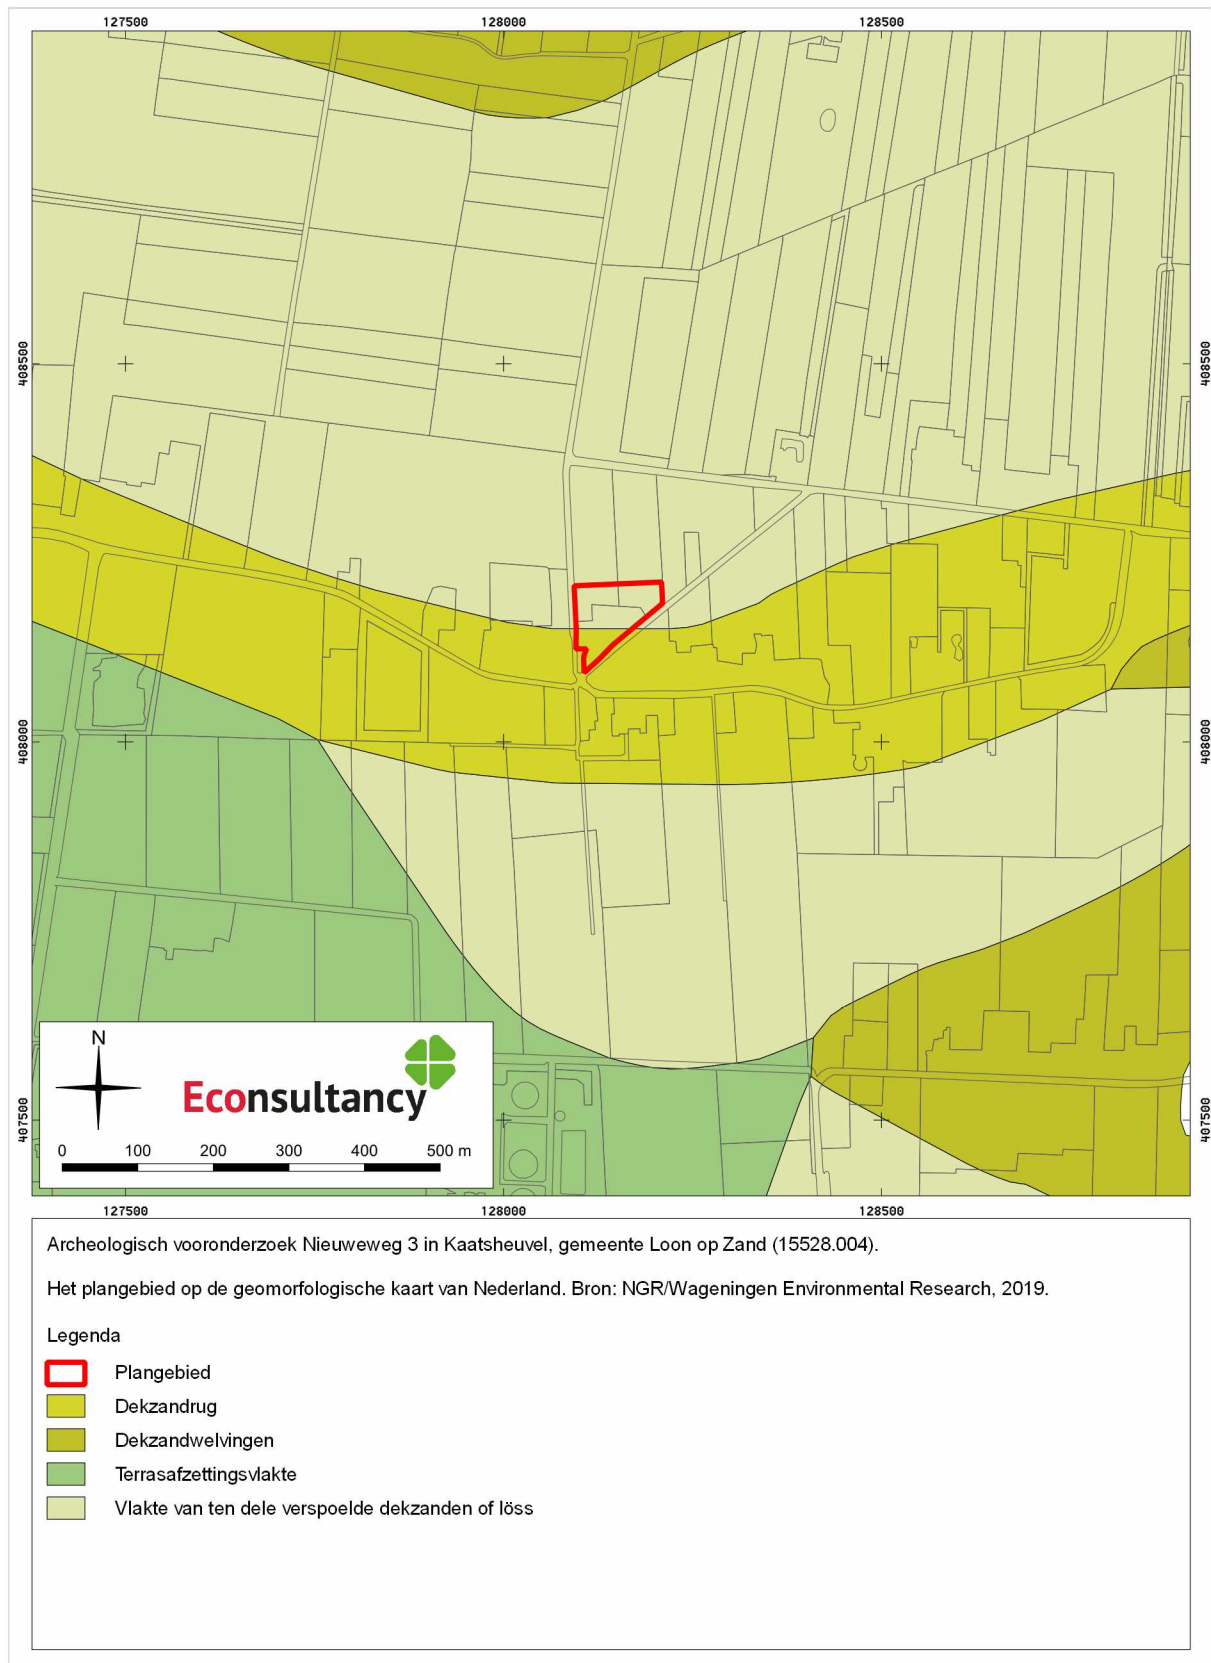 127500 128000 128500
408500 408500
408000 408000
407500 407500
N
Econsultancy
0 100 200 300 400 500 m
127500 128000 128500
Archeologisch vooronderzoek Nieuweweg 3 in Kaatsheuvel, gemeente Loon op Zand (15528.004).
Het plangebied op de geomorfologische kaart van Nederland. Bron: NGR/Wageningen Environmental Research, 2019.
Legenda
Plangebied
Dekzandrug
Dekzandwelvingen
Terrasafzettingsvlakte
Vlakte van ten dele verspoelde dekzanden of löss